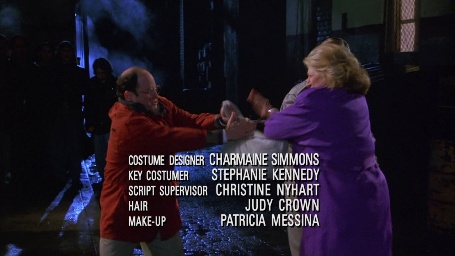 COSTUME DESIGNER CHARMAINE SIMMONS
KEY COSTUMER STEPHANIE KENNEDY
SCRIPT SUPERVISOR CHRISTINE NYHART
HAIR JUDY CROWN
MAKE-UP PATRICIA MESSINA